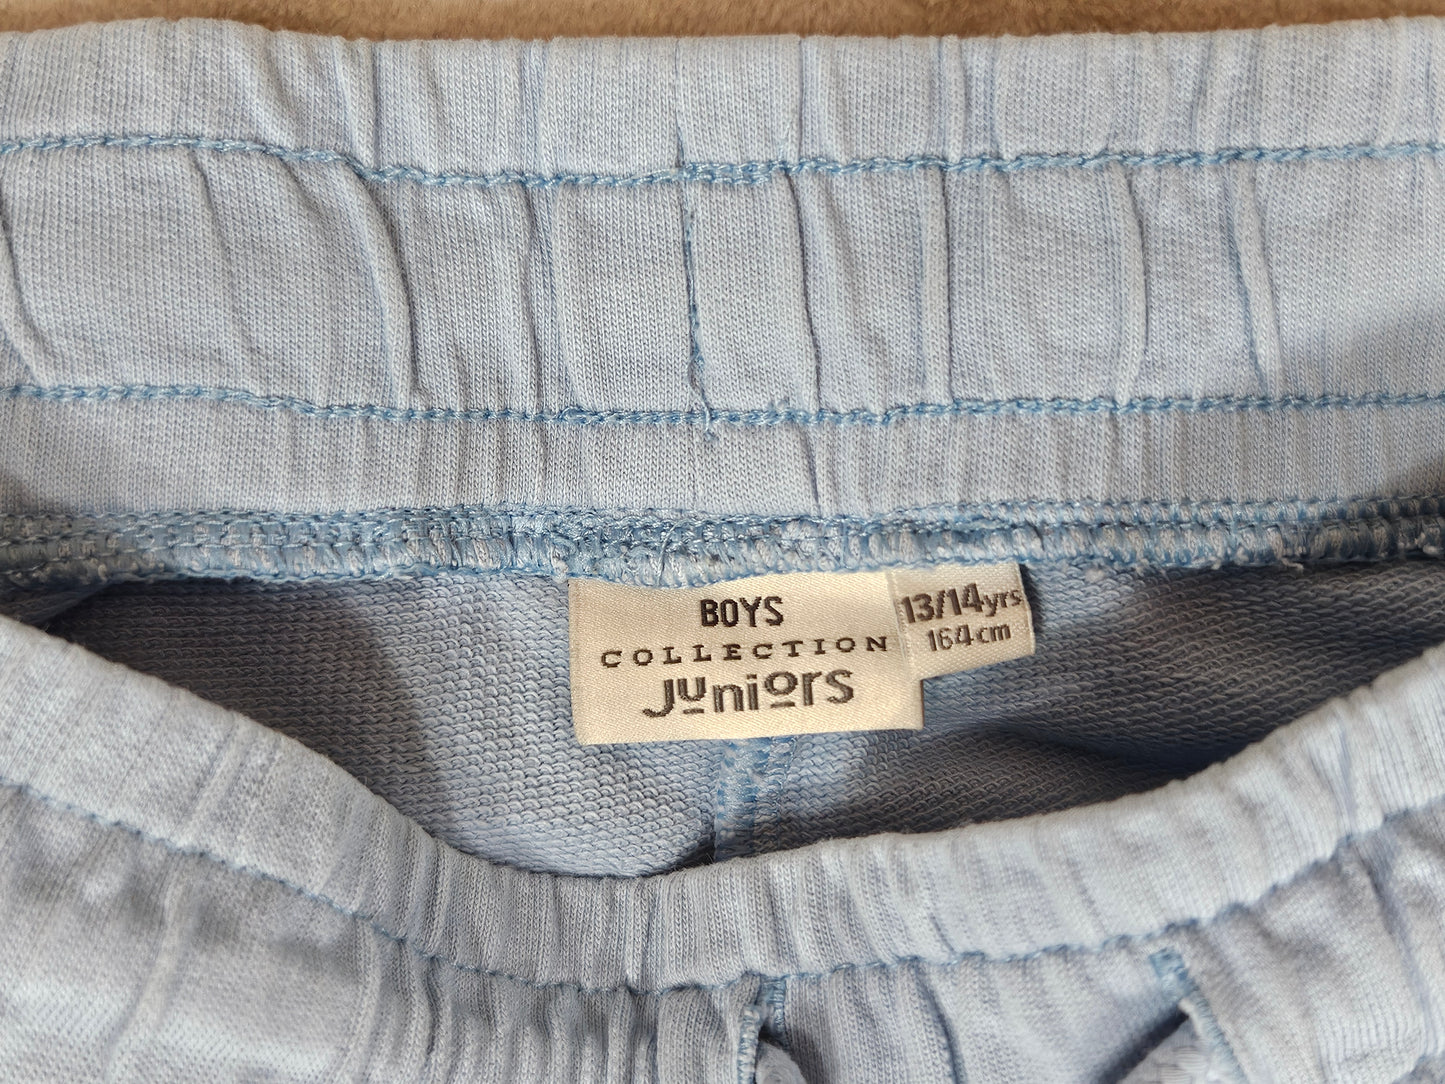 BOYS
COLLECTION
Juniors
13/14yrs
164cm